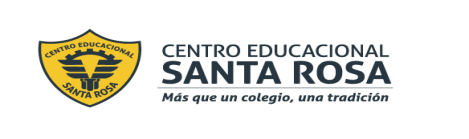 CENTRO EDUCACIONAL
SANTA ROSA
CENTRO EDUCACIONAL
SANTA ROSA
Más que un colegio, una tradición